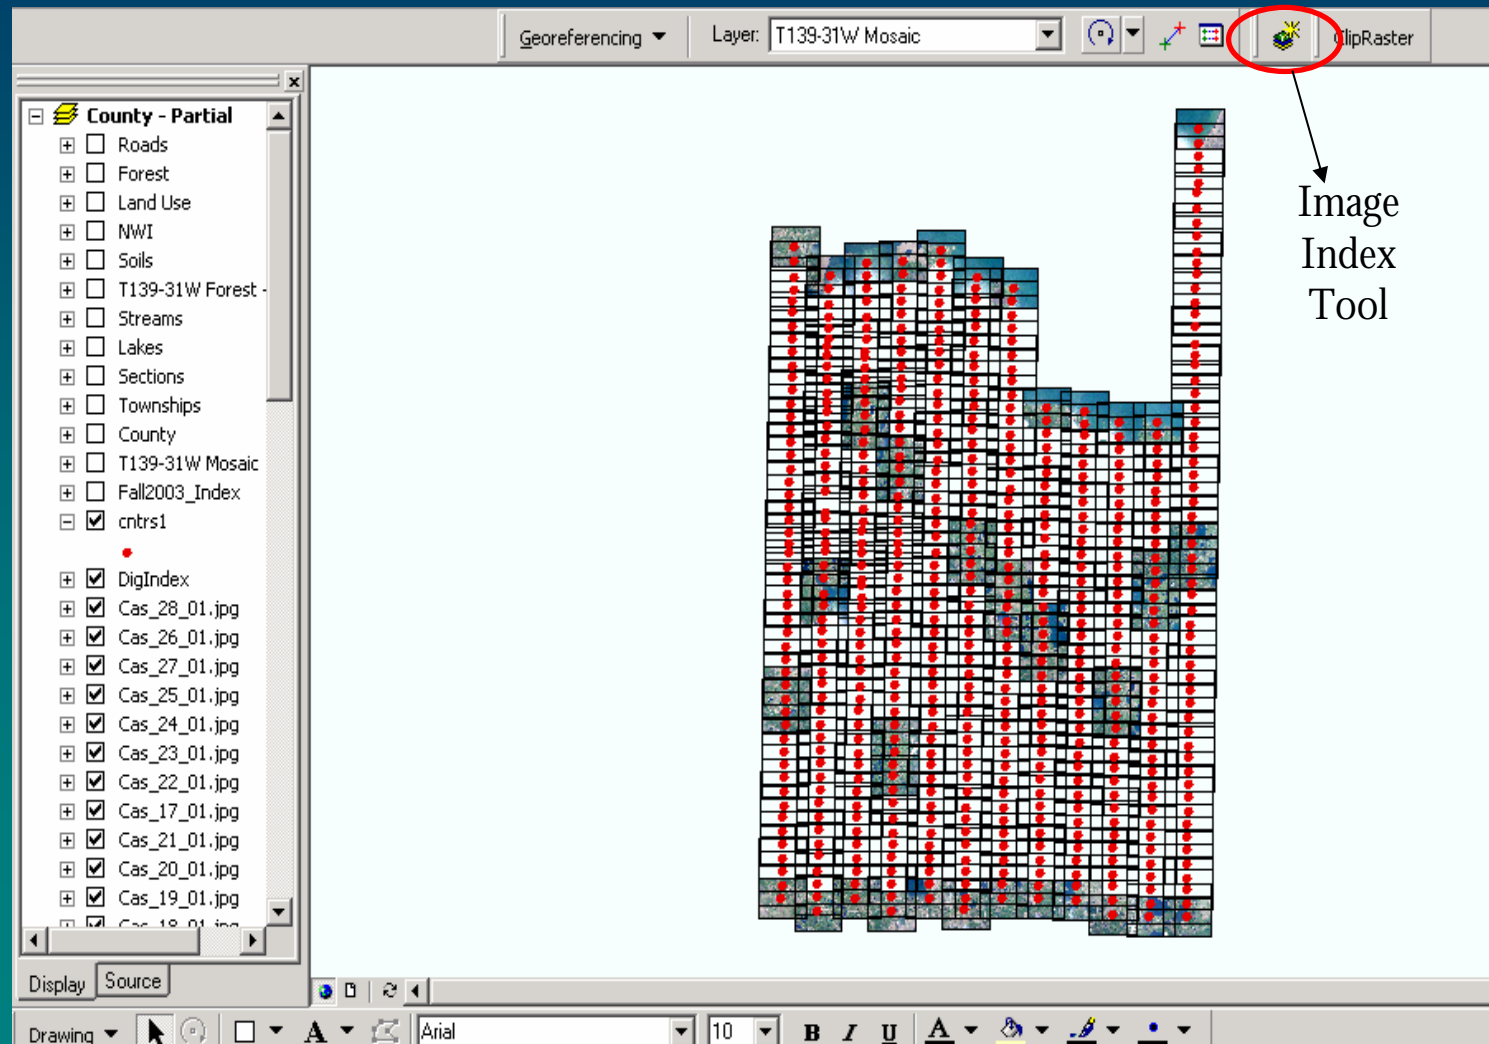 Georeferencing
Layer:
T139-31W Mosaic
ClipRaster
County - Partial
Roads
Forest
Land Use
NWI
Soils
T139-31W Forest -
Streams
Lakes
Sections
Townships
County
T139-31W Mosaic
Fall2003_Index
cntrs1
DigIndex
Cas_28_01.jpg
Cas_26_01.jpg
Cas_27_01.jpg
Cas_25_01.jpg
Cas_24_01.jpg
Cas_23_01.jpg
Cas_22_01.jpg
Cas_17_01.jpg
Cas_21_01.jpg
Cas_20_01.jpg
Cas_19_01.jpg
Cas_18_01.jpg
Image
Index
Tool
Display
Source
Drawing
A
Arial
10
B
I
U
A